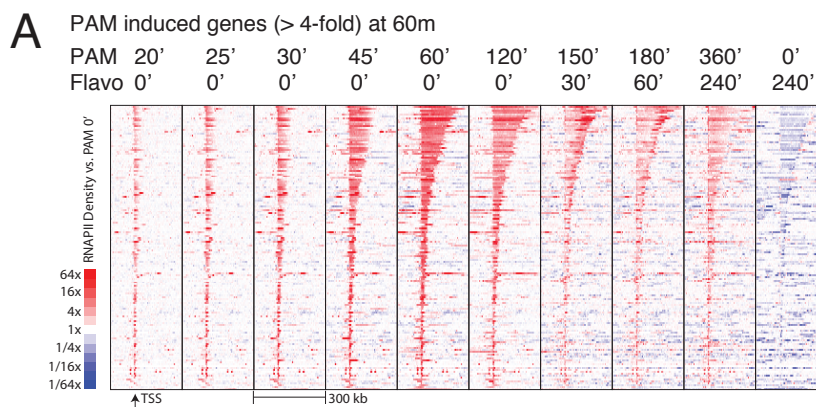 A
PAM induced genes (> 4-fold) at 60m
PAM 20' 25' 30' 45' 60' 120' 150' 180' 360' 0'
Flavo 0' 0' 0' 0' 0' 0' 30' 60' 240' 240'
RNAPII Density vs. PAM 0'
64x
16x
4x
1x
1/4x
1/16x
1/64x
TSS
300 kb